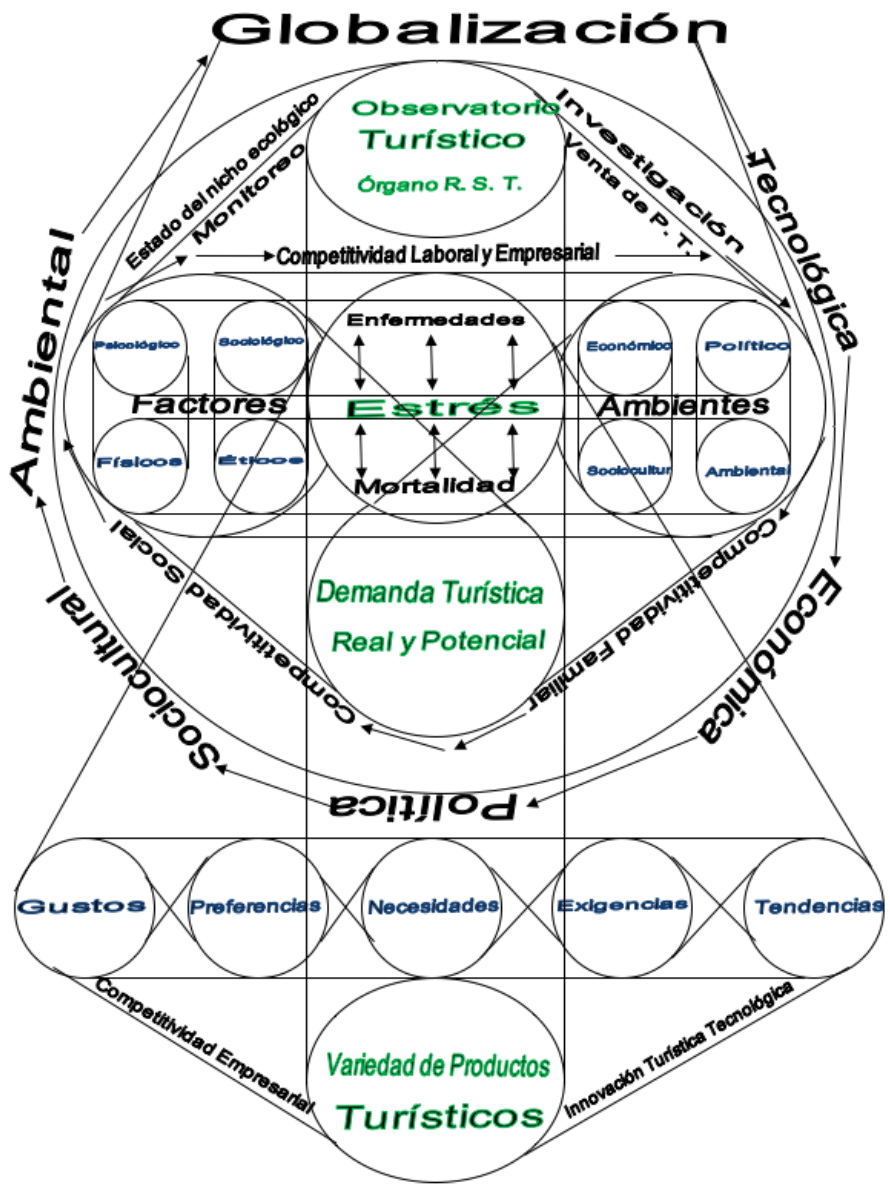 Globalización
Observatorio
Turístico
Órgano R. S. T.
Estado del nicho ecológico
Monitoreo
Investigación
Venta de P. T.
Tecnológica
Competitividad Laboral y Empresarial
Ambiental
Psicológico
Sociológico
Enfermedades
Económico
Político
Factores
Estrés
Ambientes
Físicos
Éticos
Mortalidad
Sociocultur
Ambiental
Competitividad Social
Competitividad Familiar
Demanda Turística
Real y Potencial
Económica
Sociocultural
Política
Gustos
Preferencias
Necesidades
Exigencias
Tendencias
Competitividad Empresarial
Innovación Turística Tecnológica
Variedad de Productos
Turísticos